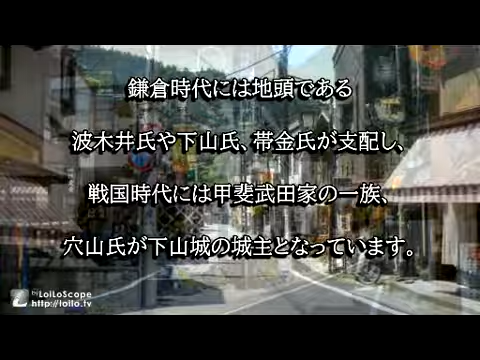 鎌倉時代には地頭である
波木井氏や下山氏、帯金氏が支配し、
戦国時代には甲斐武田家の一族、
穴山氏が下山城の城主となっています。
by LoiLoScope
http://loilo.tv